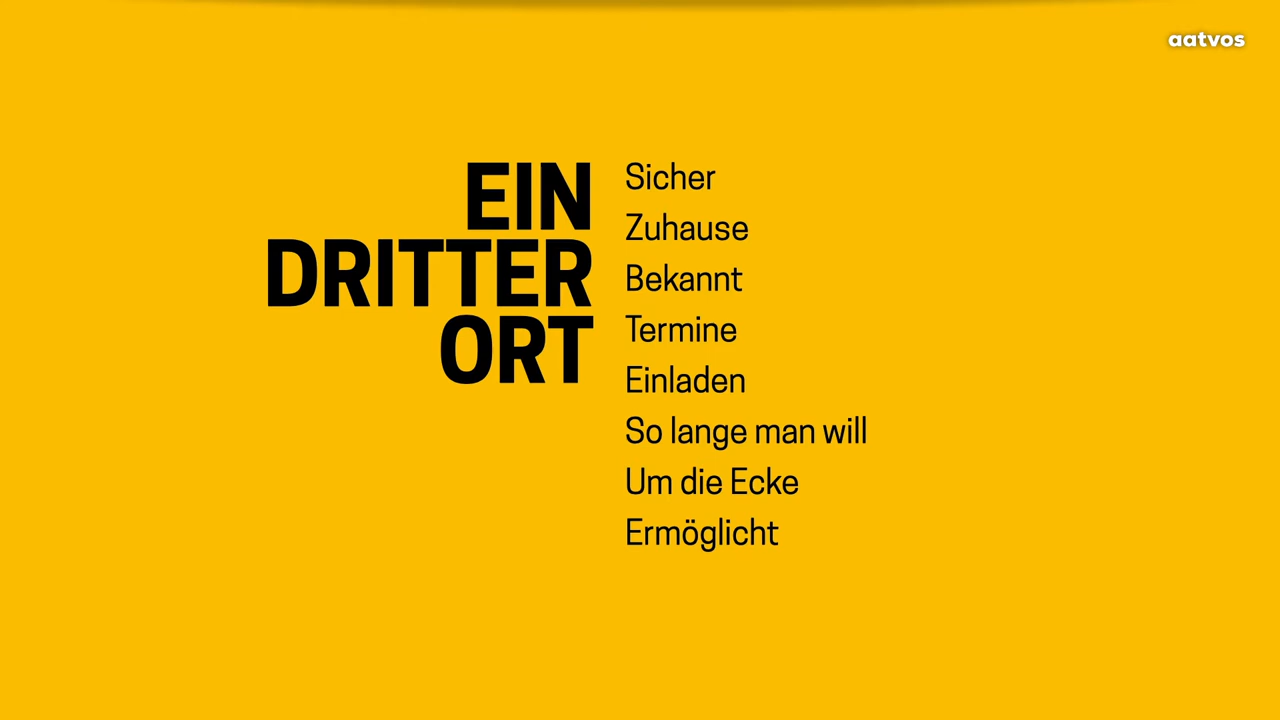 aatvos
EIN
DRITTER
ORT
Sicher
Zuhause
Bekannt
Termine
Einladen
So lange man will
Um die Ecke
Ermöglicht